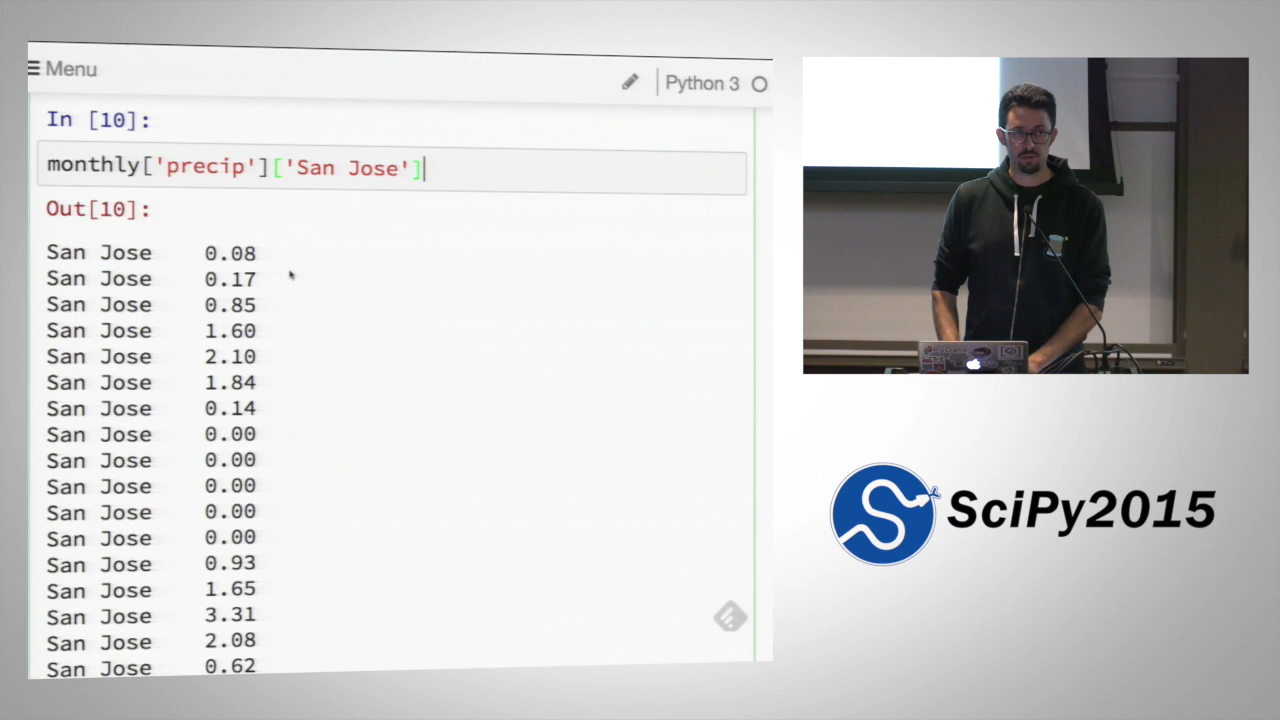 Menu
Python 3
In [10]:
monthly['precip']['San Jose']
Out[10]:
San Jose 0.08
San Jose 0.17
San Jose 0.85
San Jose 1.60
San Jose 2.10
San Jose 1.84
San Jose 0.14
San Jose 0.00
San Jose 0.00
San Jose 0.00
San Jose 0.00
San Jose 0.00
San Jose 0.93
San Jose 1.65
San Jose 3.31
San Jose 2.08
San Jose 0.62
SciPy2015